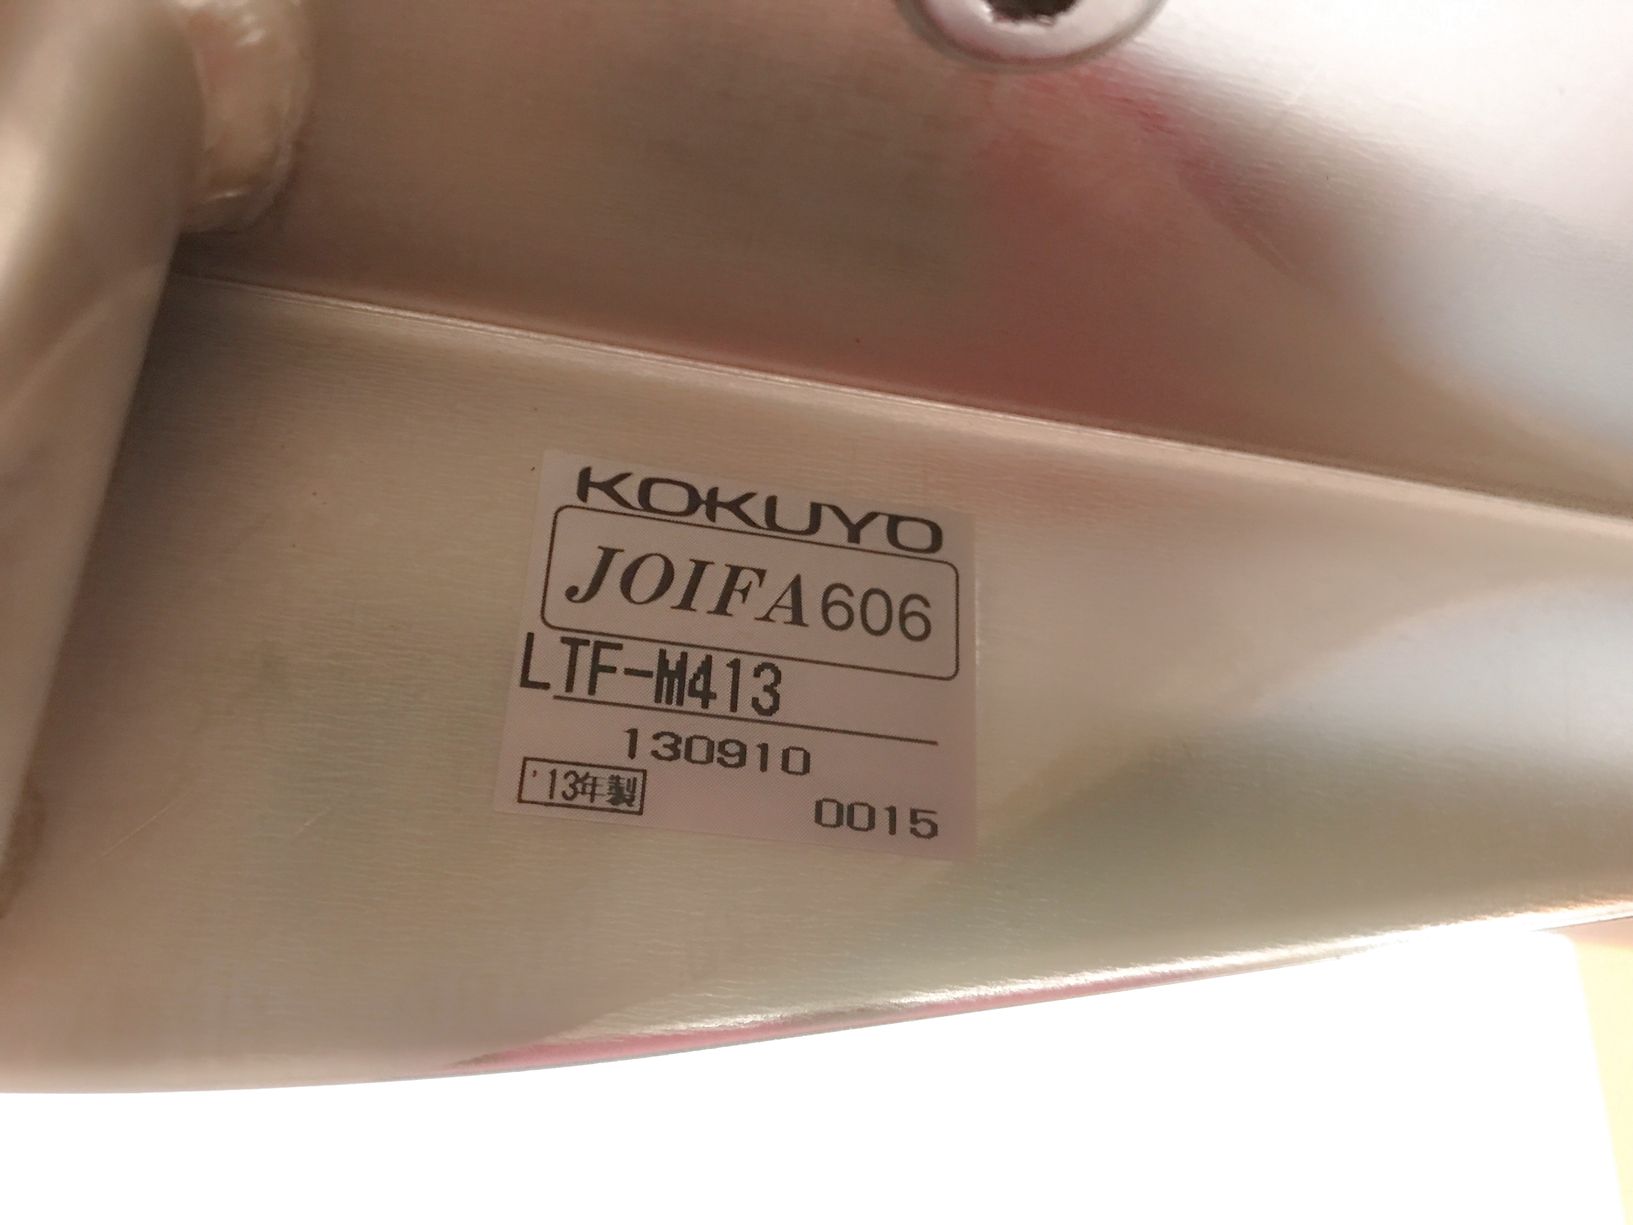 KOKUYO
JOIFA606
LTF-M413
130910
'13年製
0015